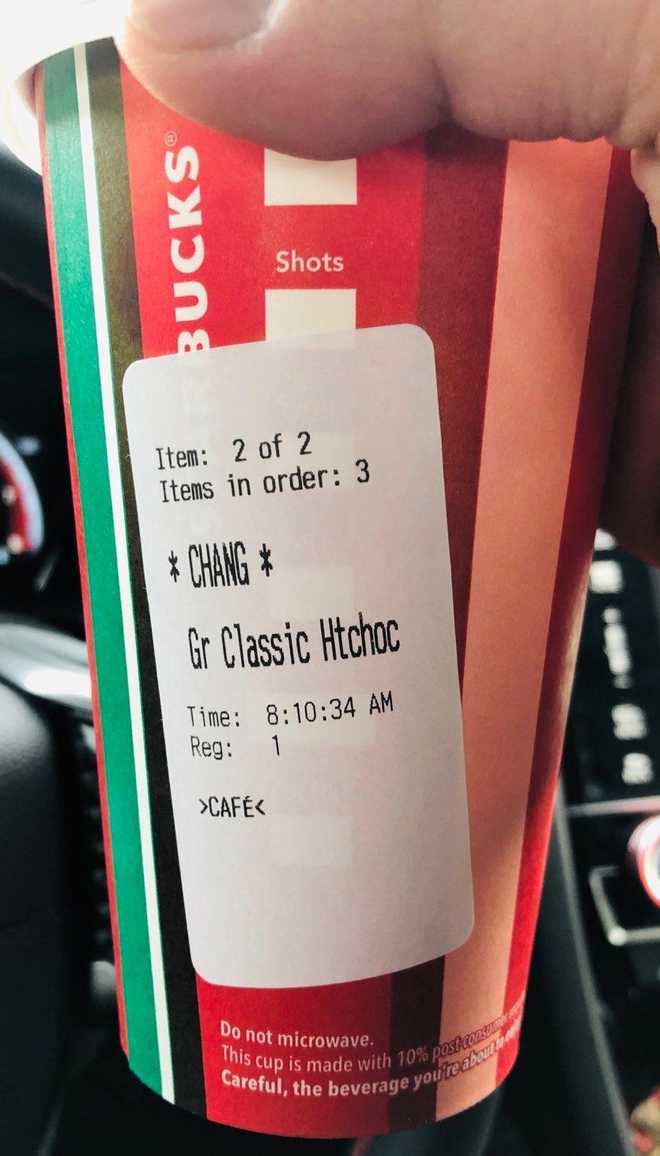 BUCKS®
Shots
Item: 2 of 2
Items in order: 3
* CHANG *
Gr Classic Htchoc
Time: 8:10:34 AM
Reg: 1
>CAFÉ<
Do not microwave.
This cup is made with 10% post-consumer
Careful, the beverage you're about to